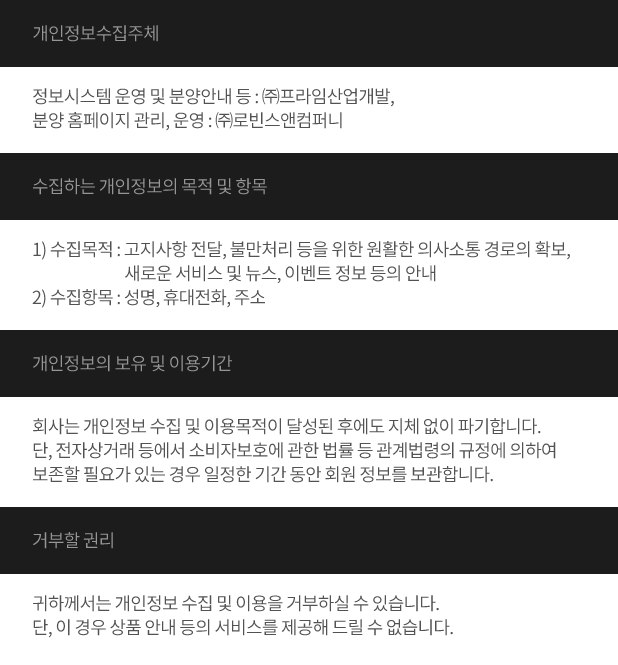 개인정보수집주체
정보시스템 운영 및 분양안내 등 : ㈜프라임산업개발,
분양 홈페이지 관리, 운영 : ㈜로빈스앤컴퍼니
수집하는 개인정보의 목적 및 항목
1) 수집목적 : 고지사항 전달, 불만처리 등을 위한 원활한 의사소통 경로의 확보,
새로운 서비스 및 뉴스, 이벤트 정보 등의 안내
2) 수집항목 : 성명, 휴대전화, 주소
개인정보의 보유 및 이용기간
회사는 개인정보 수집 및 이용목적이 달성된 후에도 지체 없이 파기합니다.
단, 전자상거래 등에서 소비자보호에 관한 법률 등 관계법령의 규정에 의하여
보존할 필요가 있는 경우 일정한 기간 동안 회원 정보를 보관합니다.
거부할 권리
귀하께서는 개인정보 수집 및 이용을 거부하실 수 있습니다.
단, 이 경우 상품 안내 등의 서비스를 제공해 드릴 수 없습니다.